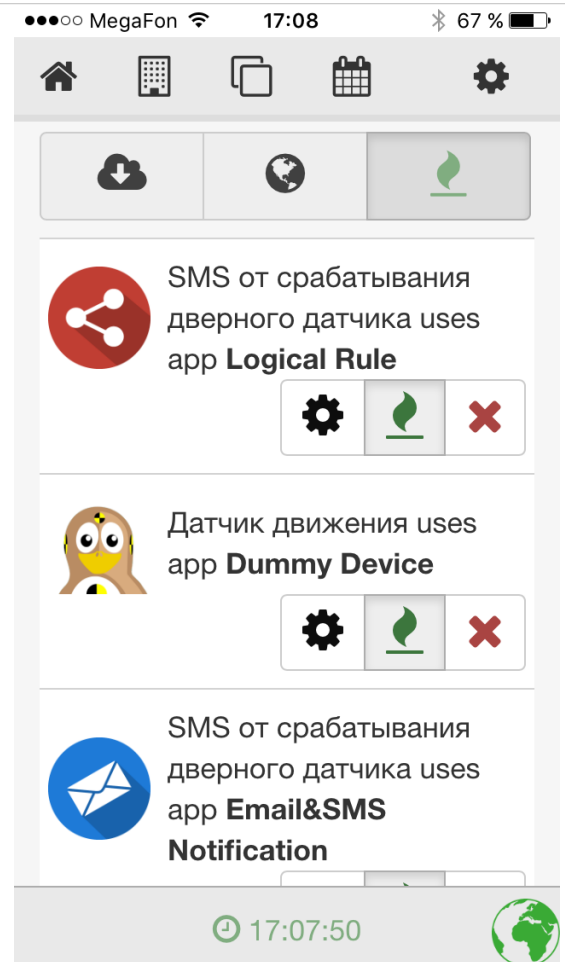 MegaFon 17:08 67 %
SMS от срабатывания
дверного датчика uses
app Logical Rule
Датчик движения uses
app Dummy Device
SMS от срабатывания
дверного датчика uses
app Email&SMS
Notification
17:07:50